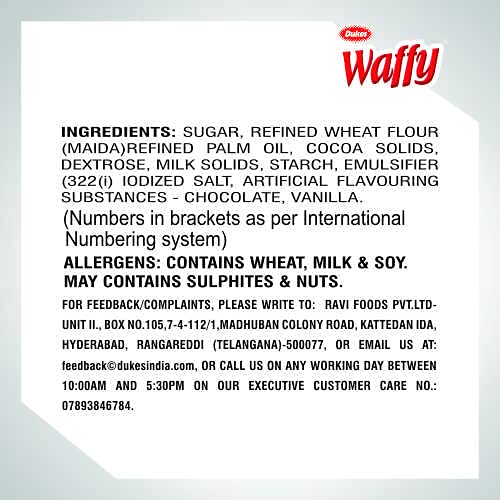 Dukes
Waffy
INGREDIENTS: SUGAR, REFINED WHEAT FLOUR
(MAIDA)REFINED PALM OIL, COCOA SOLIDS,
DEXTROSE, MILK SOLIDS, STARCH, EMULSIFIER
(322(i) IODIZED SALT, ARTIFICIAL FLAVOURING
SUBSTANCES - CHOCOLATE, VANILLA.
(Numbers in brackets as per International
Numbering system)
ALLERGENS: CONTAINS WHEAT, MILK & SOY.
MAY CONTAINS SULPHITES & NUTS.
FOR FEEDBACK/COMPLAINTS, PLEASE WRITE TO: RAVI FOODS PVT.LTD-
UNIT II., BOX NO.105,7-4-112/1,MADHUBAN COLONY ROAD, KATTEDAN IDA,
HYDERABAD, RANGAREDDI (TELANGANA)-500077, OR EMAIL US AT:
feedback©dukesindia.com, OR CALL US ON ANY WORKING DAY BETWEEN
10:00AM AND 5:30PM ON OUR EXECUTIVE CUSTOMER CARE NO.:
07893846784.